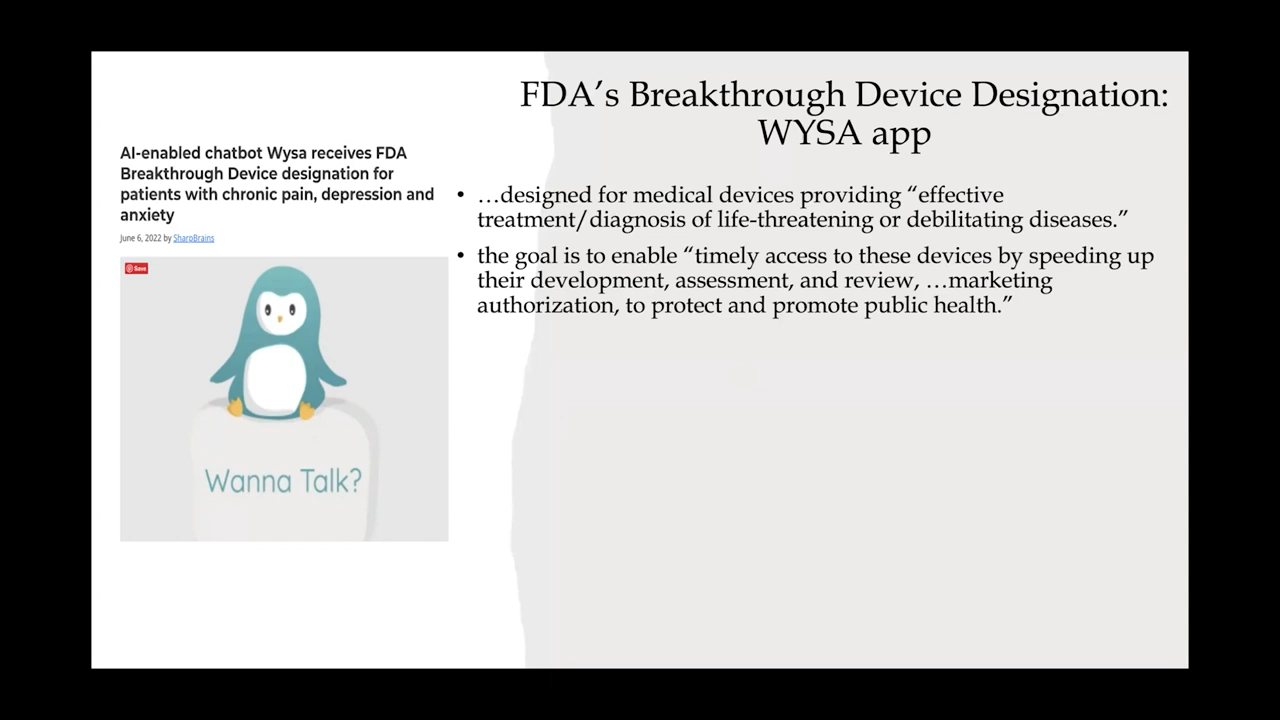 FDA’s Breakthrough Device Designation:
WYSA app
AI-enabled chatbot Wysa receives FDA
Breakthrough Device designation for
patients with chronic pain, depression and
anxiety
June 6, 2022 by SharpBrains
Save
Wanna Talk?
• …designed for medical devices providing “effective
treatment/diagnosis of life-threatening or debilitating diseases.”
• the goal is to enable “timely access to these devices by speeding up
their development, assessment, and review, …marketing
authorization, to protect and promote public health.”